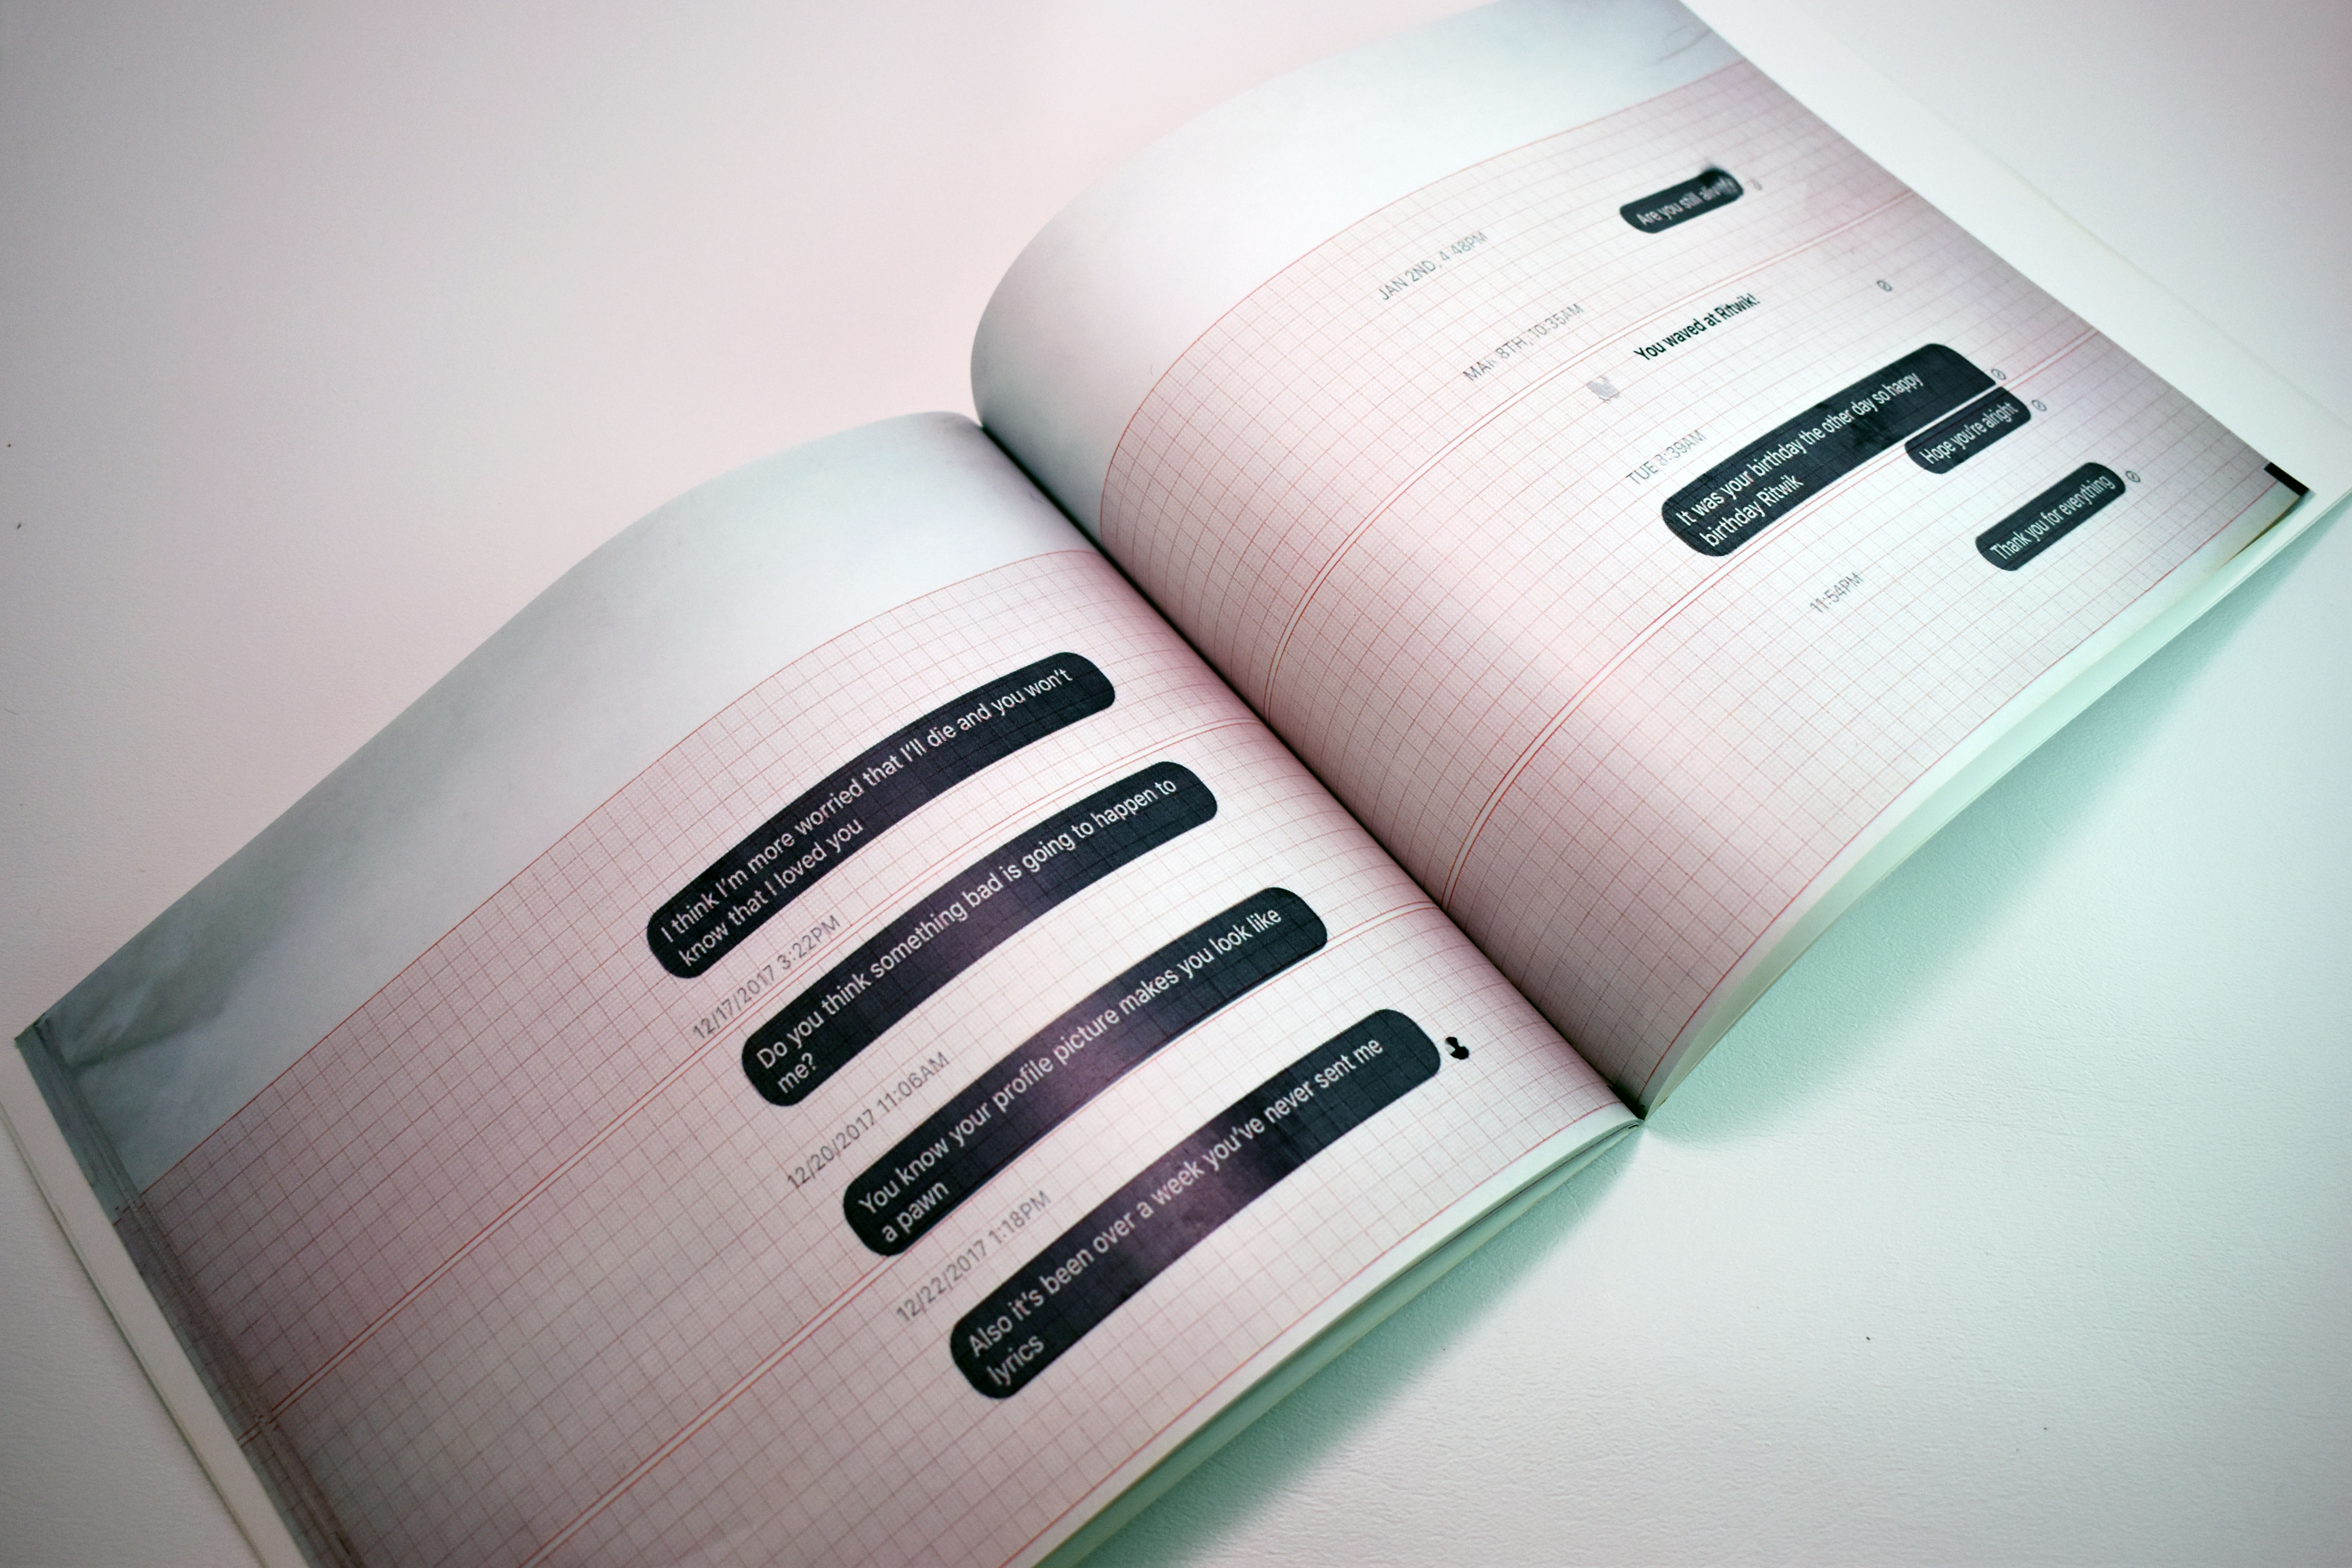 I think I'm more worried that I'll die and you won't
know that I loved you
12/17/2017 3:22PM
Do you think something bad is going to happen to
me?
12/20/2017 11:06AM
You know your profile picture makes you look like
a pawn
12/22/2017 1:18PM
Also it's been over a week you've never sent me
lyrics
Are you still
JAN 2ND, 4:48PM
MAR 8TH, 10:35AM
You waved at Ritwik!
TUE 8:39AM
It was your birthday the other day so happy
birthday Ritwik
Hope you're alright
11:54PM
Thank you for everything